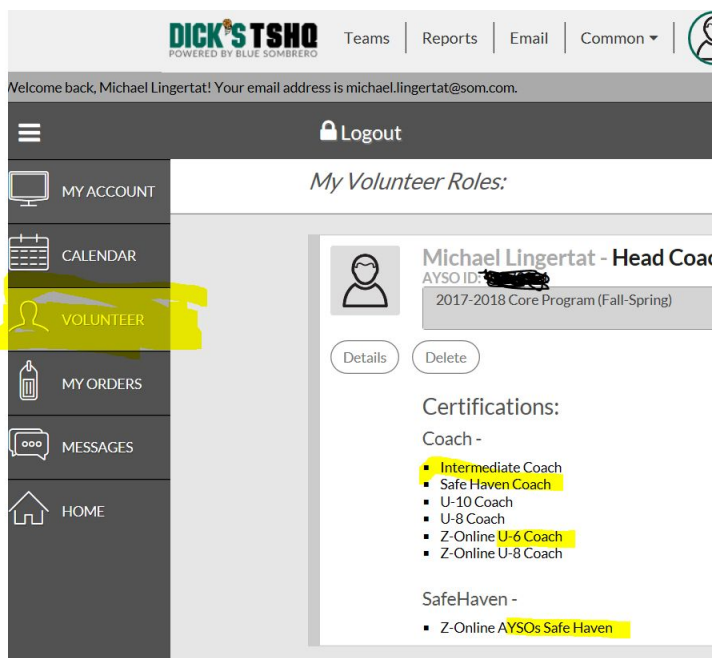 DICK'S TSHQ
POWERED BY BLUE SOMBRERO
Teams Reports Email Common
Welcome back, Michael Lingertat! Your email address is michael.lingertat@som.com.
Logout
MY ACCOUNT
CALENDAR
VOLUNTEER
MY ORDERS
MESSAGES
HOME
My Volunteer Roles:
Michael Lingertat - Head Coac
AYSO ID:
2017-2018 Core Program (Fall-Spring)
Details Delete
Certifications:
Coach -
Intermediate Coach
Safe Haven Coach
U-10 Coach
U-8 Coach
Z-Online U-6 Coach
Z-Online U-8 Coach
SafeHaven -
Z-Online AYSOs Safe Haven